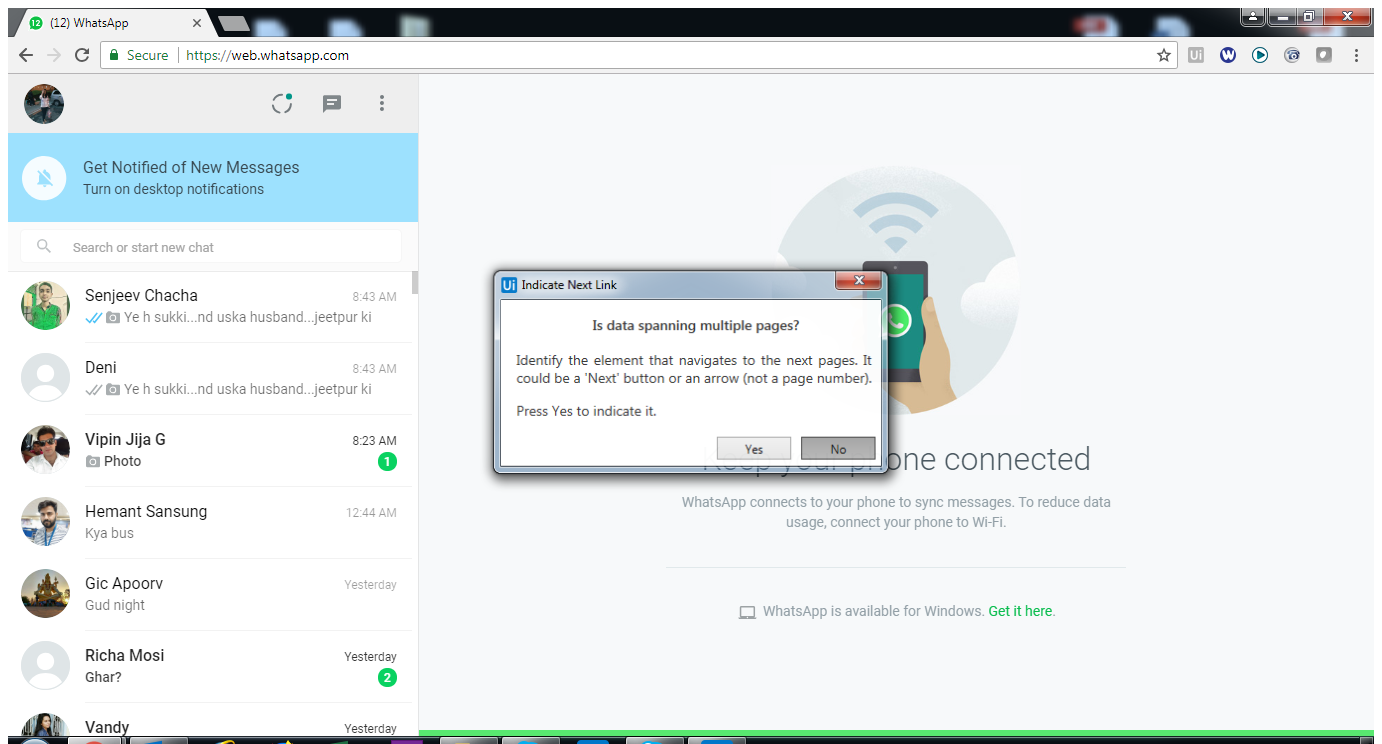 (12) WhatsApp
Secure
https://web.whatsapp.com
Get Notified of New Messages
Turn on desktop notifications
Search or start new chat
Senjeev Chacha
8:43 AM
Ye h sukki...nd uska husband...jeetpur ki
Deni
8:43 AM
Ye h sukki...nd uska husband...jeetpur ki
Vipin Jija G
8:23 AM
Photo
1
Hemant Sansung
12:44 AM
Kya bus
Gic Apoorv
Yesterday
Gud night
Richa Mosi
Yesterday
Ghar?
2
Vandy
Yesterday
Ui Indicate Next Link
Is data spanning multiple pages?
Identify the element that navigates to the next pages. It
could be a 'Next' button or an arrow (not a page number).
Press Yes to indicate it.
Yes
No
Keep your phone connected
WhatsApp connects to your phone to sync messages. To reduce data
usage, connect your phone to Wi-Fi.
WhatsApp is available for Windows. Get it here.